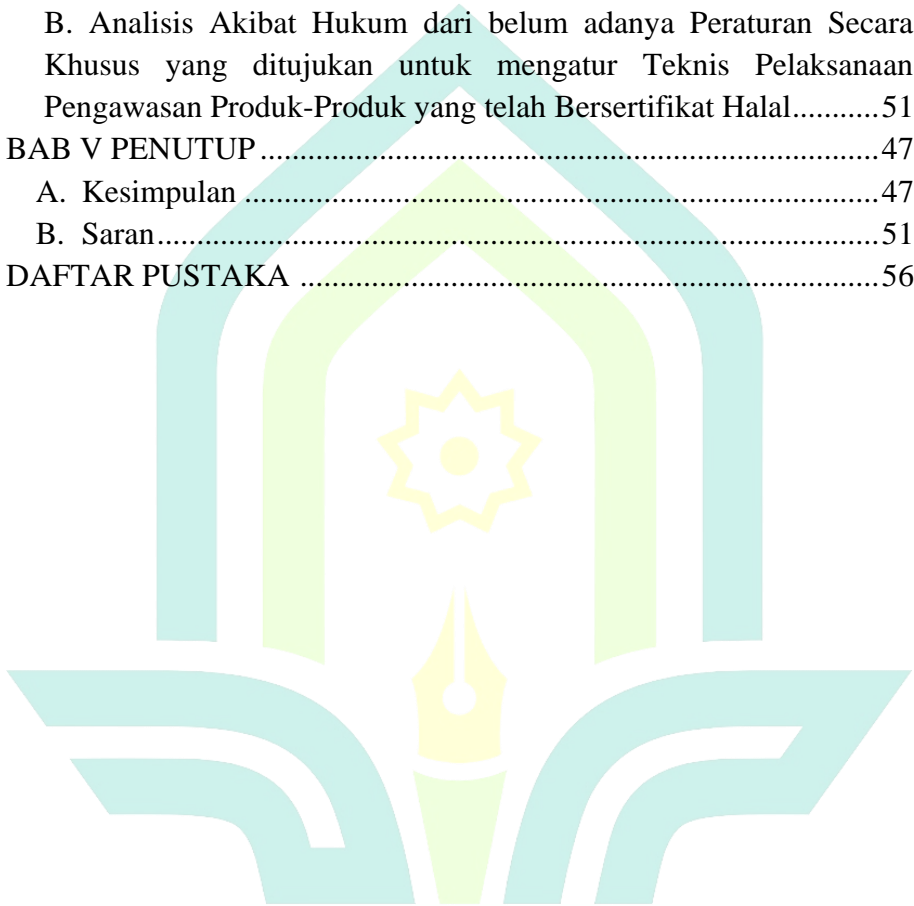 B. Analisis Akibat Hukum dari belum adanya Peraturan Secara
Khusus yang ditujukan untuk mengatur Teknis Pelaksanaan
Pengawasan Produk-Produk yang telah Bersertifikat Halal...........51
BAB V PENUTUP.................................................................................47
A. Kesimpulan...................................................................................47
B. Saran...............................................................................................51
DAFTAR PUSTAKA ...........................................................................56